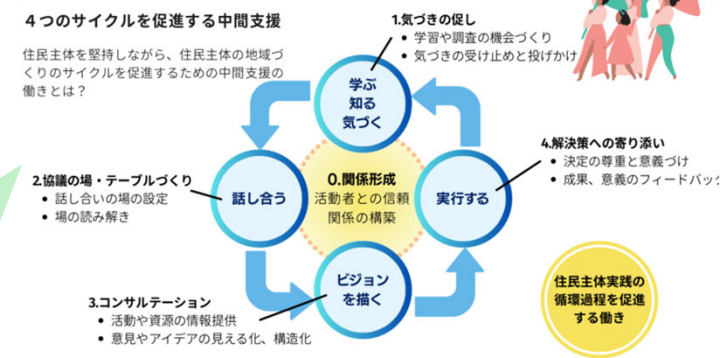 ４つのサイクルを促進する中間支援
住民主体を堅持しながら、住民主体の地域づ
くりのサイクルを促進するための中間支援の
働きとは？
1.気づきの促し
• 学習や調査の機会づくり
• 気づきの受け止めと投げかけ
学ぶ
知る
気づく
2.協議の場・テーブルづくり
• 話し合いの場の設定
• 場の読み解き
話し合う
0.関係形成
活動者との信頼
関係の構築
実行する
4.解決策への寄り添い
• 決定の尊重と意義づけ
• 成果、意義のフィードバック
ビジョン
を描く
3.コンサルテーション
• 活動や資源の情報提供
• 意見やアイデアの見える化、構造化
住民主体実践の
循環過程を促進
する働き